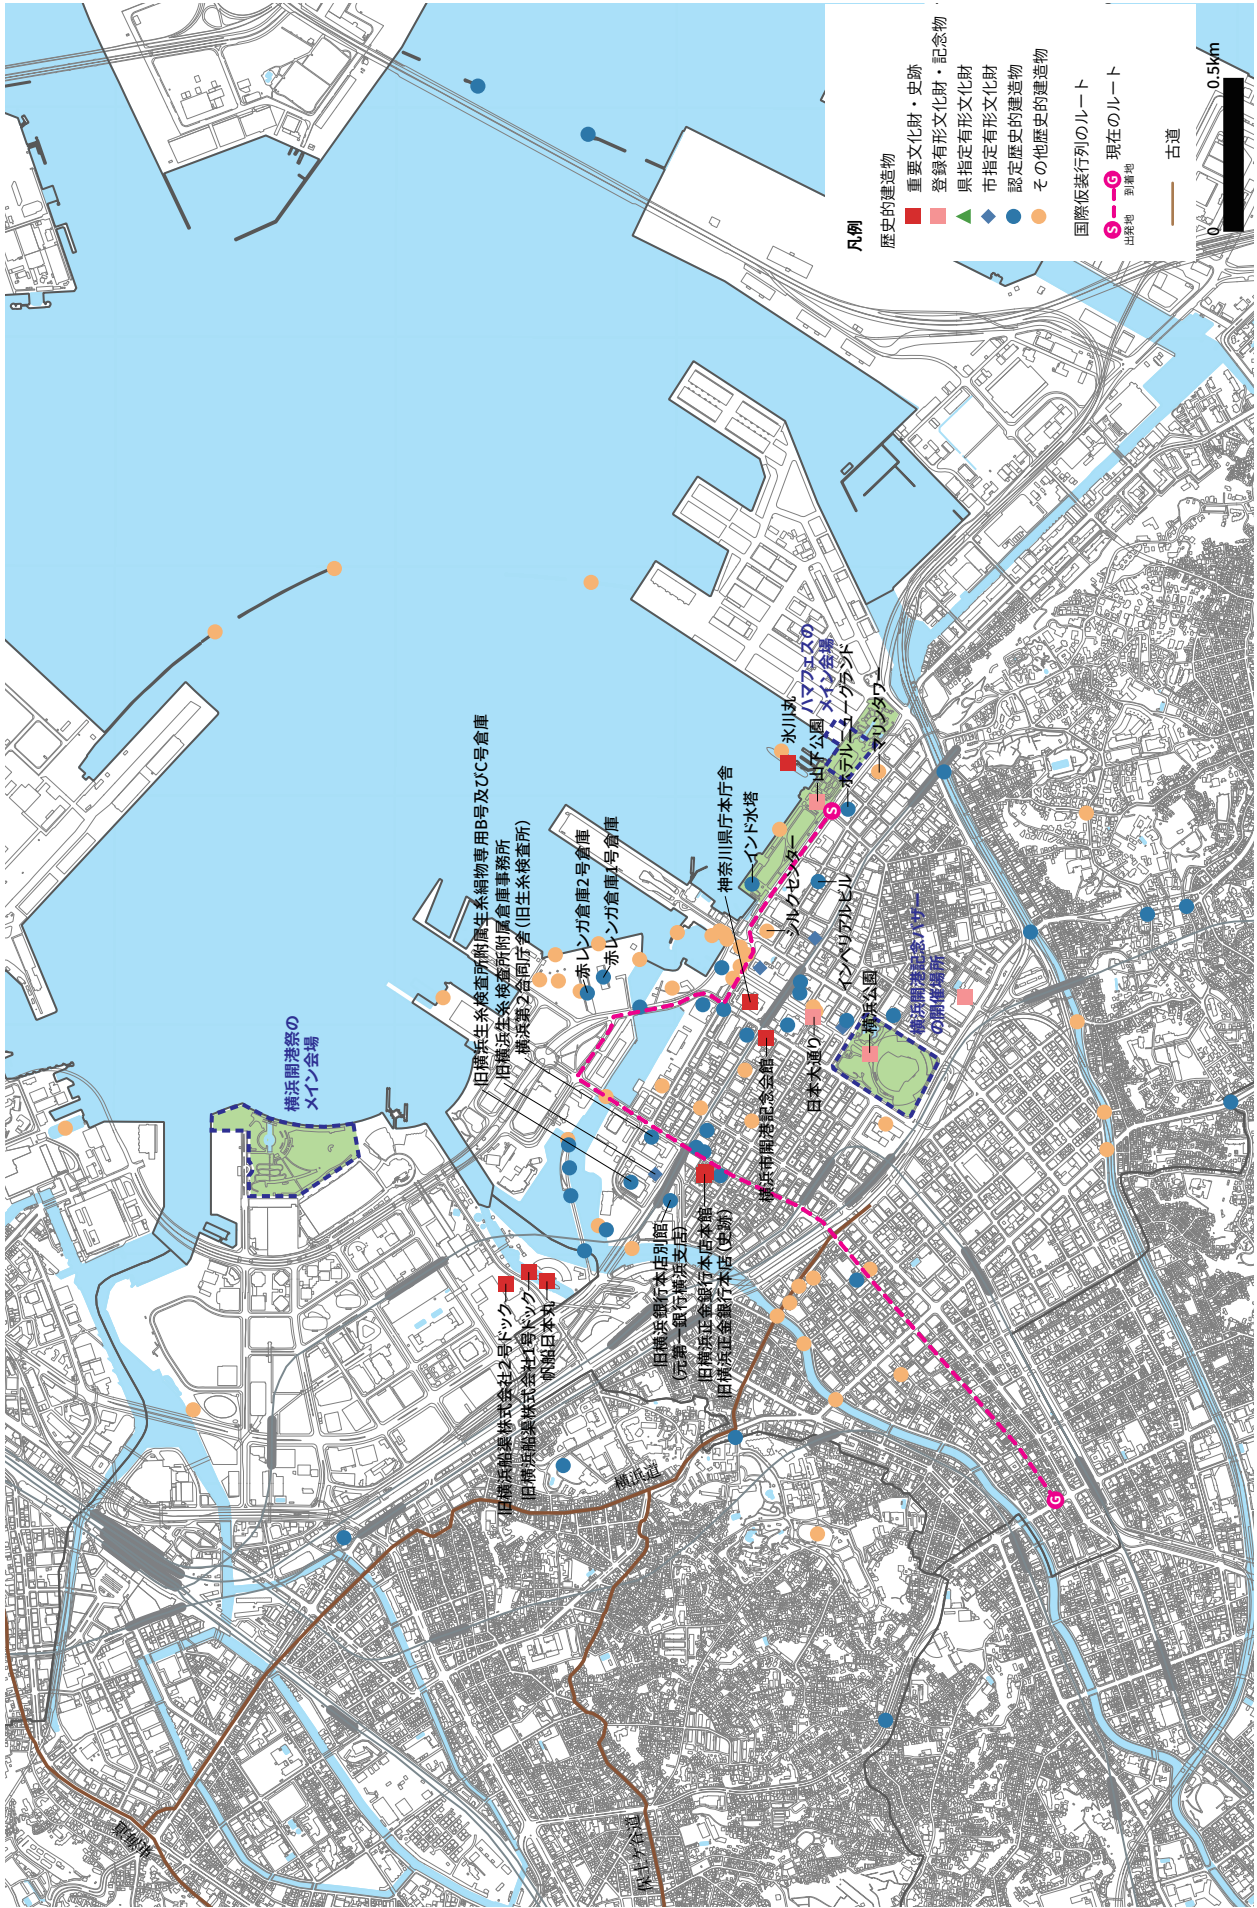 凡例
歴史的建造物
重要文化財・史跡
登録有形文化財・記念物
県指定有形文化財
市指定有形文化財
認定歴史的建造物
その他歴史的建造物
国際仮装行列のルート
S G 現在のルート
出発地 到着地
古道
0 0.5km
横浜開港祭の
メイン会場
旧横浜生糸検査所附属生糸絹物専用B号及びC号倉庫
旧横浜生糸検査所附属倉庫事務所
横浜第2合同庁舎(旧生糸検査所)
赤レンガ倉庫2号倉庫
赤レンガ倉庫1号倉庫
神奈川県庁本庁舎
インド水塔
氷川丸
ハマフェスの
メイン会場
山下公園
ホテルニューグランド
マリンタワー
シルクセンター
インペリアルビル
横浜公園
横浜開港記念バザー
の開催場所
日本大通り
横浜市開港記念会館
旧横浜船渠株式会社2号ドック
旧横浜船渠株式会社1号ドック
帆船日本丸
旧横浜銀行本店別館
(元第一銀行横浜支店)
旧横浜正金銀行本店本館
旧横浜正金銀行本店(史跡)
横浜道
保土ケ谷道
東海道
S
G